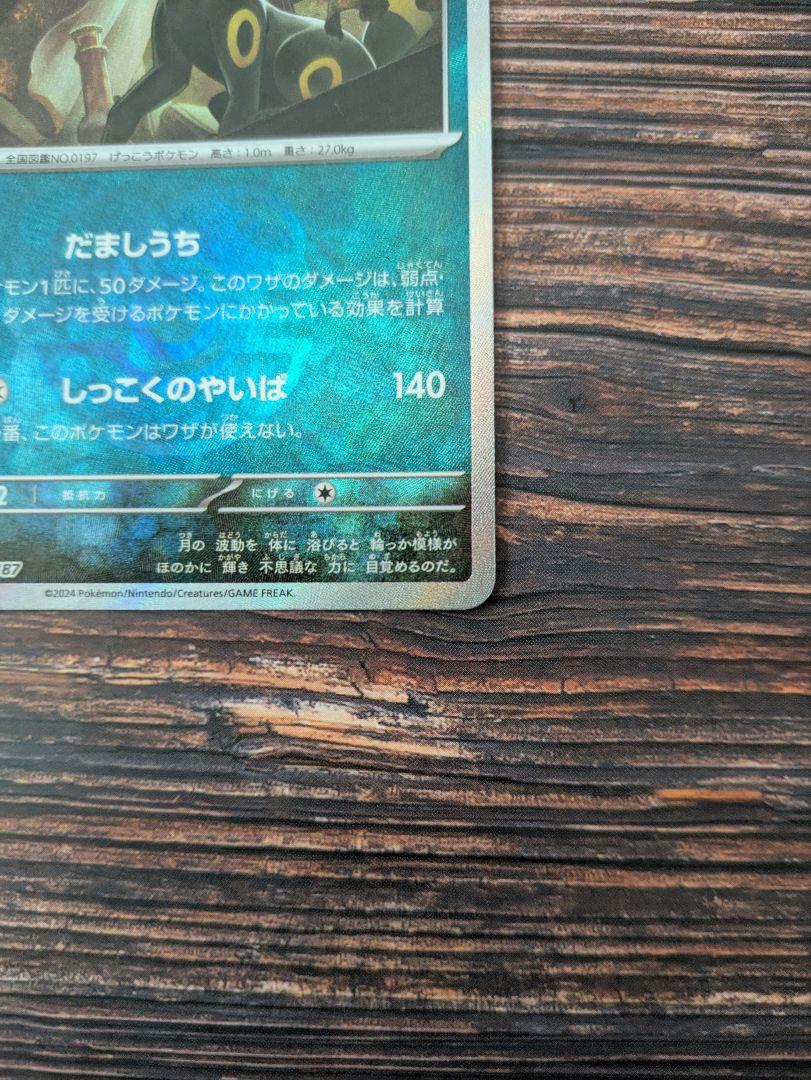 全国図鑑NO.0197 げっこうポケモン 高さ：1.0m 重さ：27.0kg
だましうち
モン1匹に、50ダメージ。このワザのダメージは、弱点・
ダメージを受けるポケモンにかかっている効果を計算
しっこくのやいば 140
番、このポケモンはワザが使えない。
2 抵抗力 にげる
月の 波動を 体に 浴びると 輪っか模様が
ほのかに 輝き 不思議な 力に 目覚めるのだ。
187
©2024 Pokémon/Nintendo/Creatures/GAME FREAK.